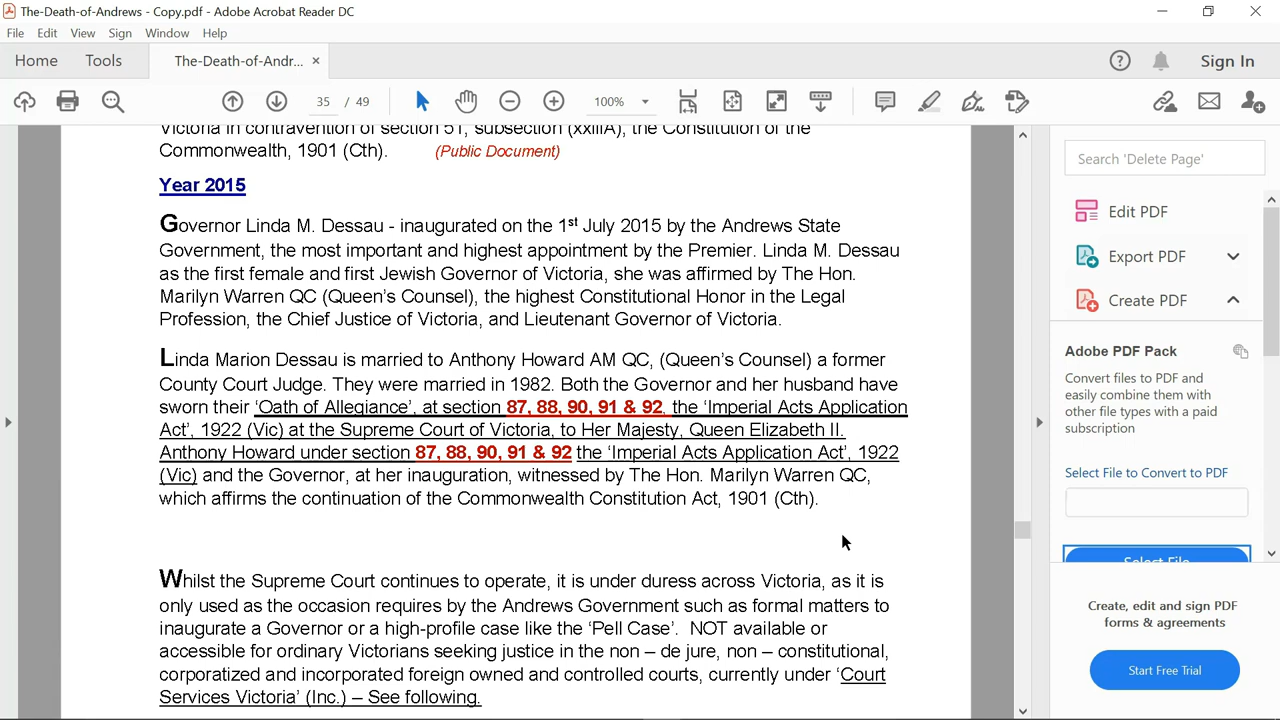 The-Death-of-Andrews - Copy.pdf - Adobe Acrobat Reader DC
File Edit View Sign Window Help
Home Tools The-Death-of-Andr... × Sign In
35 / 49 100%
Victoria in contravention of section 51, subsection (xxiiiA), the Constitution of the
Commonwealth, 1901 (Cth). (Public Document)
Year 2015
Governor Linda M. Dessau - inaugurated on the 1st July 2015 by the Andrews State
Government, the most important and highest appointment by the Premier. Linda M. Dessau
as the first female and first Jewish Governor of Victoria, she was affirmed by The Hon.
Marilyn Warren QC (Queen's Counsel), the highest Constitutional Honor in the Legal
Profession, the Chief Justice of Victoria, and Lieutenant Governor of Victoria.
Linda Marion Dessau is married to Anthony Howard AM QC, (Queen's Counsel) a former
County Court Judge. They were married in 1982. Both the Governor and her husband have
sworn their 'Oath of Allegiance', at section 87, 88, 90, 91 & 92, the 'Imperial Acts Application
Act', 1922 (Vic) at the Supreme Court of Victoria, to Her Majesty, Queen Elizabeth II.
Anthony Howard under section 87, 88, 90, 91 & 92 the 'Imperial Acts Application Act', 1922
(Vic) and the Governor, at her inauguration, witnessed by The Hon. Marilyn Warren QC,
which affirms the continuation of the Commonwealth Constitution Act, 1901 (Cth).
Whilst the Supreme Court continues to operate, it is under duress across Victoria, as it is
only used as the occasion requires by the Andrews Government such as formal matters to
inaugurate a Governor or a high-profile case like the 'Pell Case'. NOT available or
accessible for ordinary Victorians seeking justice in the non – de jure, non – constitutional,
corporatized and incorporated foreign owned and controlled courts, currently under 'Court
Services Victoria' (Inc.) – See following.
Search 'Delete Page'
Edit PDF
Export PDF
Create PDF
Adobe PDF Pack
Convert files to PDF and
easily combine them with
other file types with a paid
subscription
Select File to Convert to PDF
Select File
Create, edit and sign PDF
forms & agreements
Start Free Trial